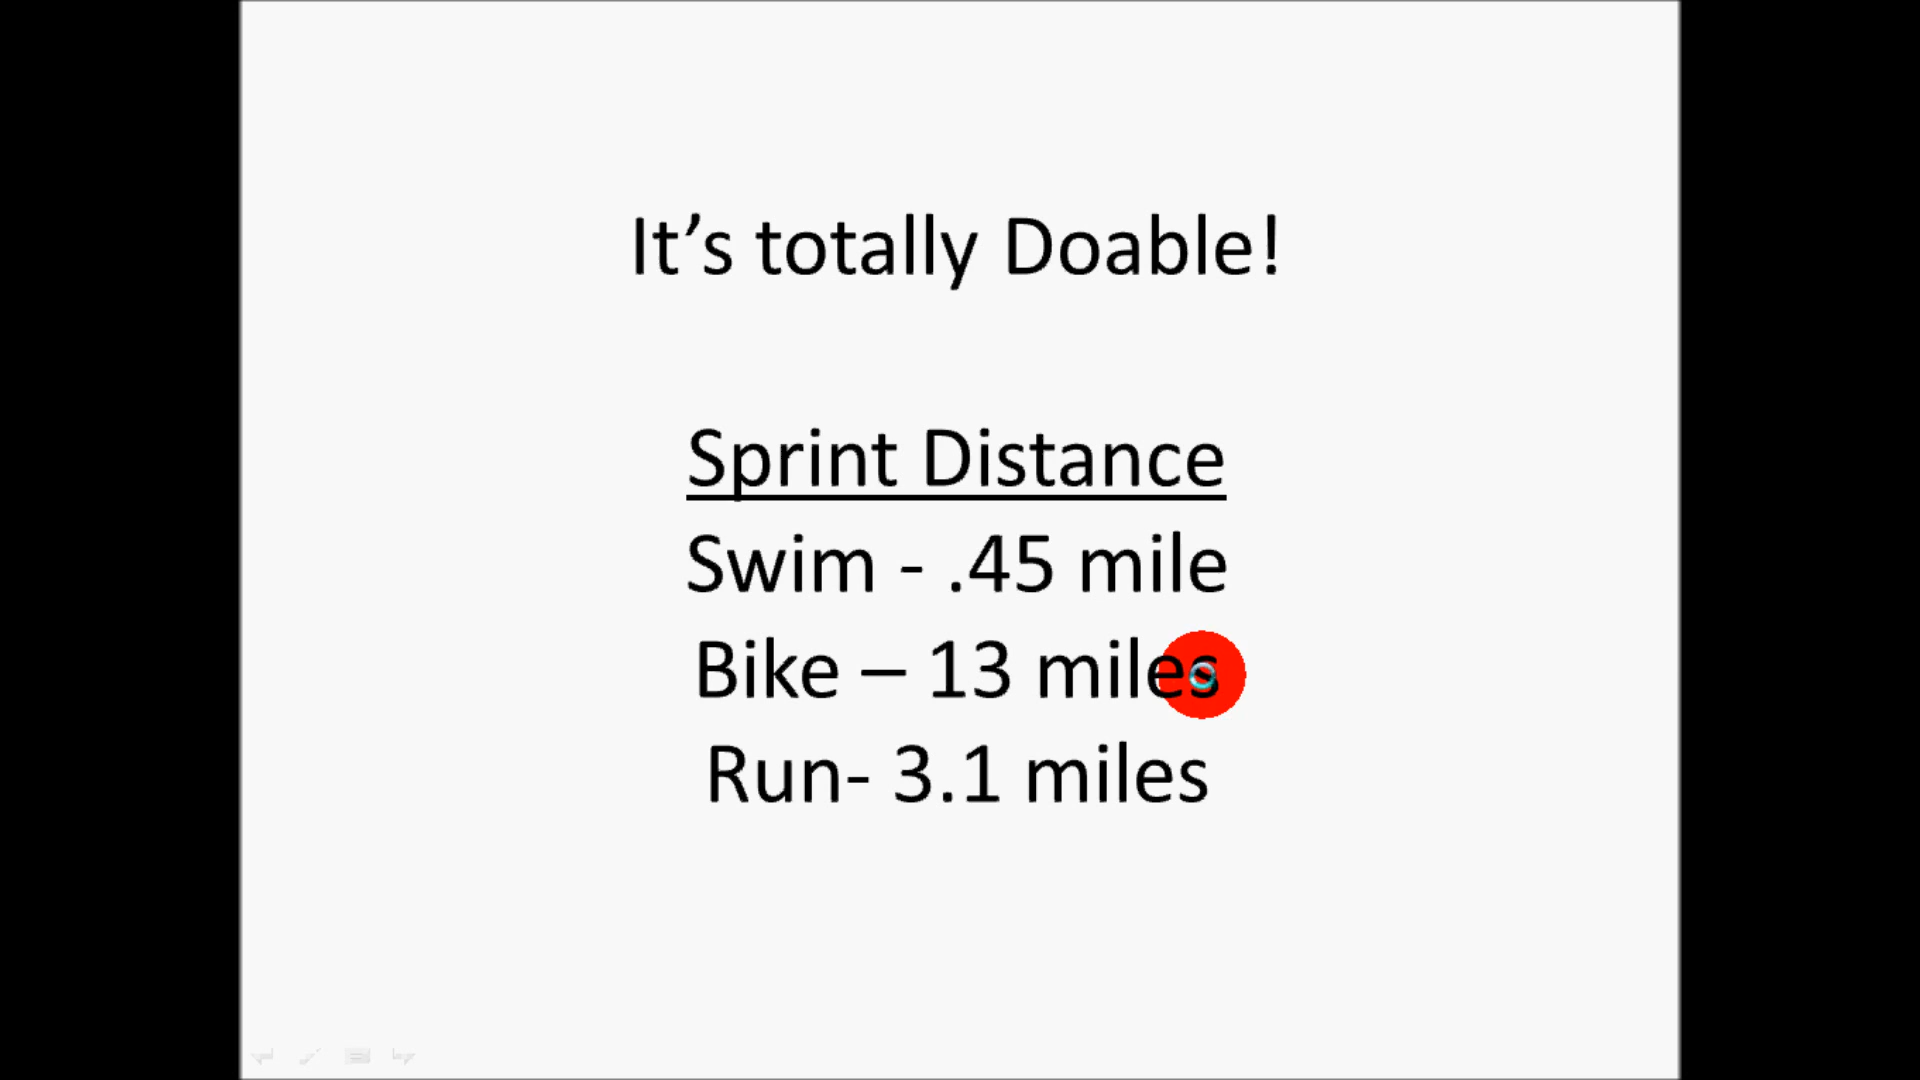 It’s totally Doable!
Sprint Distance
Swim - .45 mile
Bike – 13 miles
Run- 3.1 miles